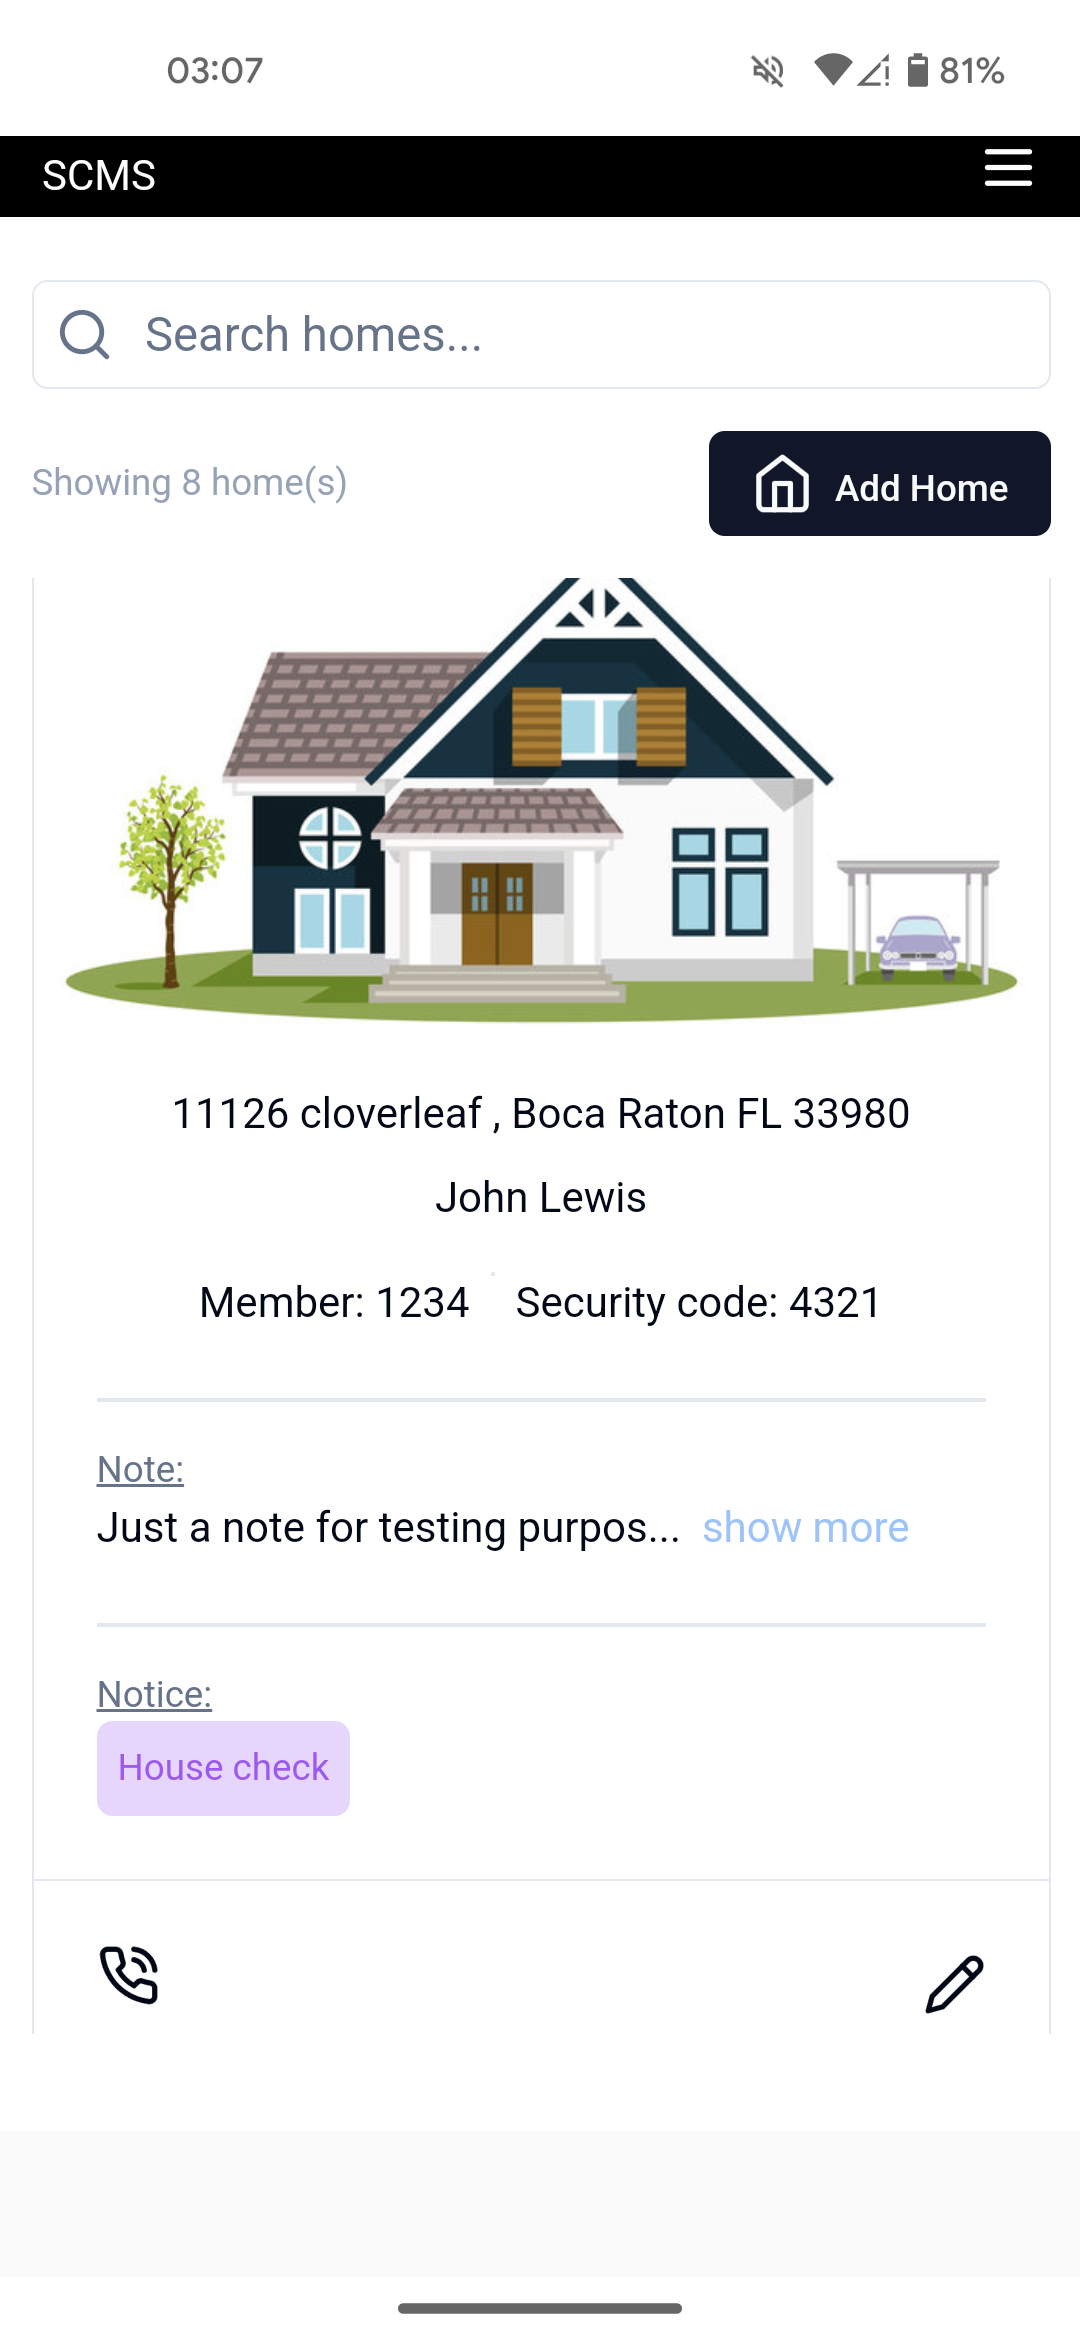 03:07 81%
SCMS
Search homes...
Showing 8 home(s)
Add Home
11126 cloverleaf , Boca Raton FL 33980
John Lewis
Member: 1234 Security code: 4321
Note:
Just a note for testing purpos... show more
Notice:
House check